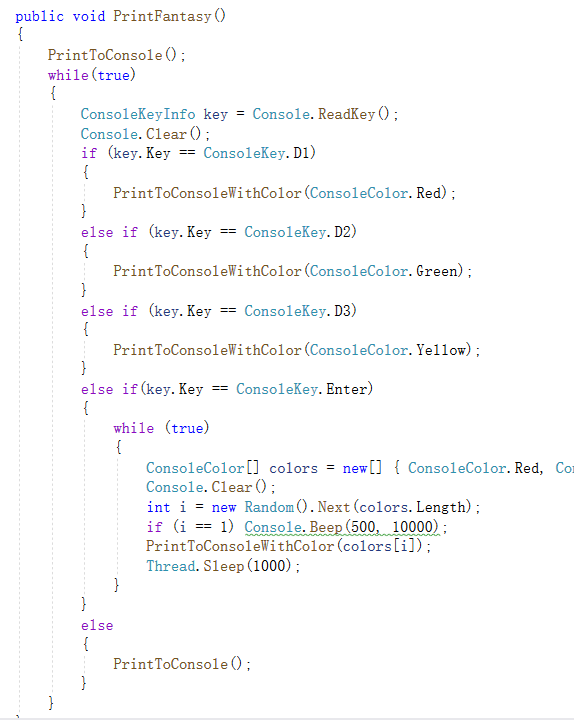 public void PrintFantasy()
{
PrintToConsole();
while(true)
{
ConsoleKeyInfo key = Console.ReadKey();
Console.Clear();
if (key.Key == ConsoleKey.D1)
{
PrintToConsoleWithColor(ConsoleColor.Red);
}
else if (key.Key == ConsoleKey.D2)
{
PrintToConsoleWithColor(ConsoleColor.Green);
}
else if (key.Key == ConsoleKey.D3)
{
PrintToConsoleWithColor(ConsoleColor.Yellow);
}
else if(key.Key == ConsoleKey.Enter)
{
while (true)
{
ConsoleColor[] colors = new[] { ConsoleColor.Red, Co
Console.Clear();
int i = new Random().Next(colors.Length);
if (i == 1) Console.Beep(500, 10000);
PrintToConsoleWithColor(colors[i]);
Thread.Sleep(1000);
}
}
else
{
PrintToConsole();
}
}